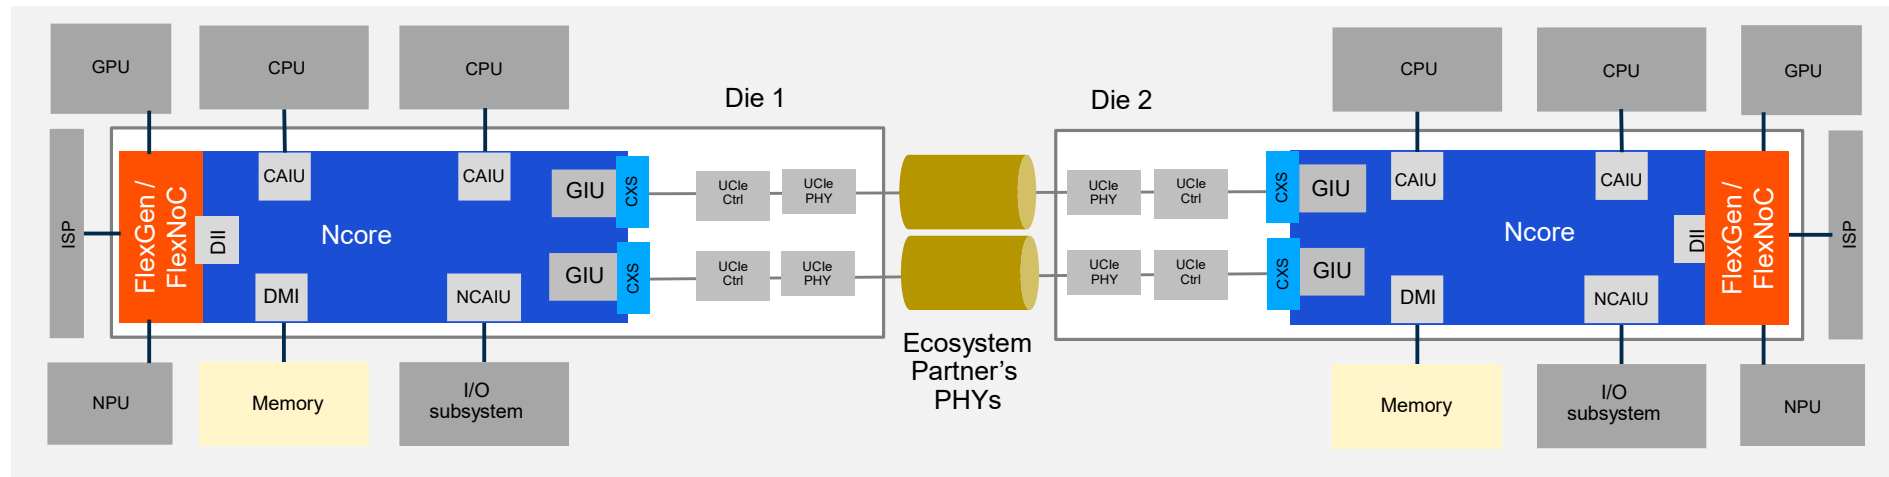 GPU
CPU
CPU
Die 1
Die 2
CPU
CPU
GPU
ISP
FlexGen /
FlexNoC
CAIU
CAIU
GIU
CXS
UCIe
Ctrl
UCIe
PHY
UCIe
PHY
UCIe
Ctrl
CXS
GIU
CAIU
CAIU
FlexGen /
FlexNoC
ISP
DII
Ncore
Ncore
DII
DMI
NCAIU
GIU
CXS
UCIe
Ctrl
UCIe
PHY
UCIe
PHY
UCIe
Ctrl
CXS
GIU
DMI
NCAIU
Ecosystem
Partner's
PHYs
NPU
Memory
I/O
subsystem
Memory
I/O
subsystem
NPU